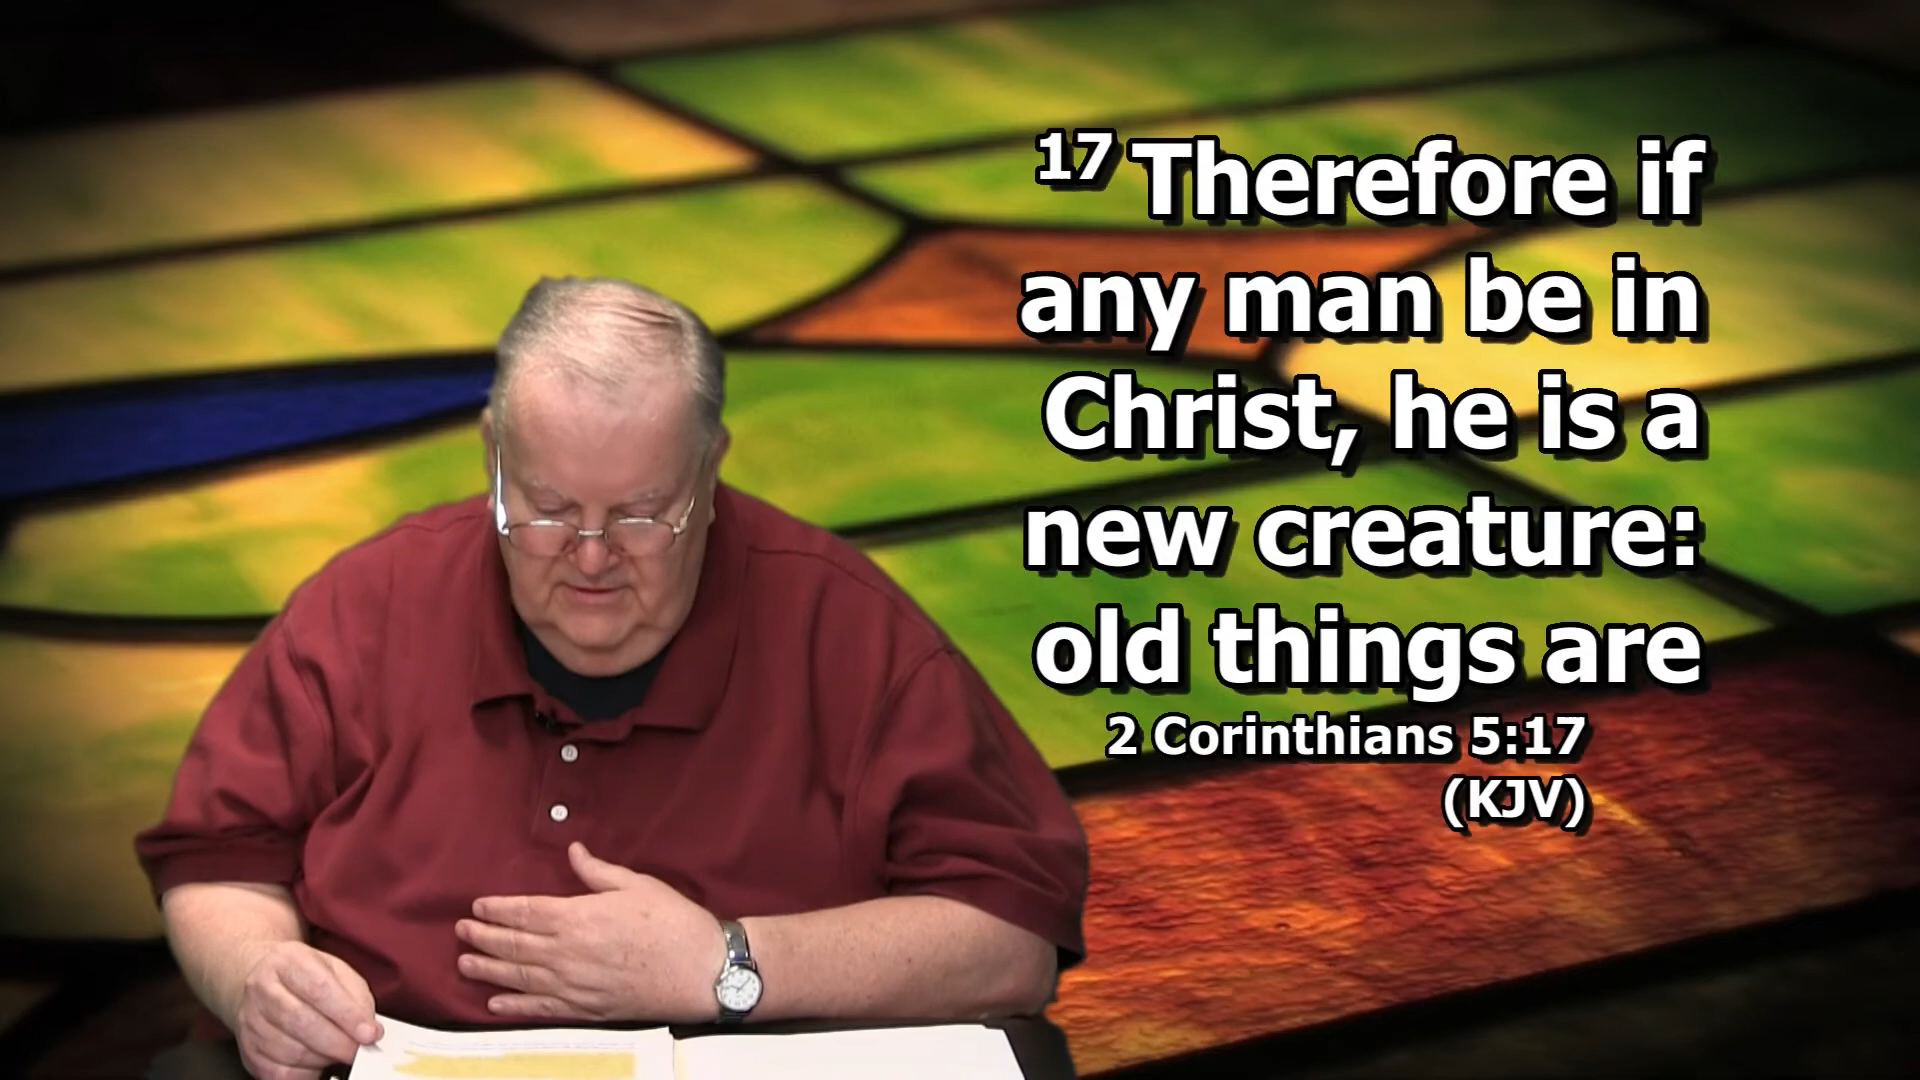 17 Therefore if
any man be in
Christ, he is a
new creature:
old things are
2 Corinthians 5:17
(KJV)